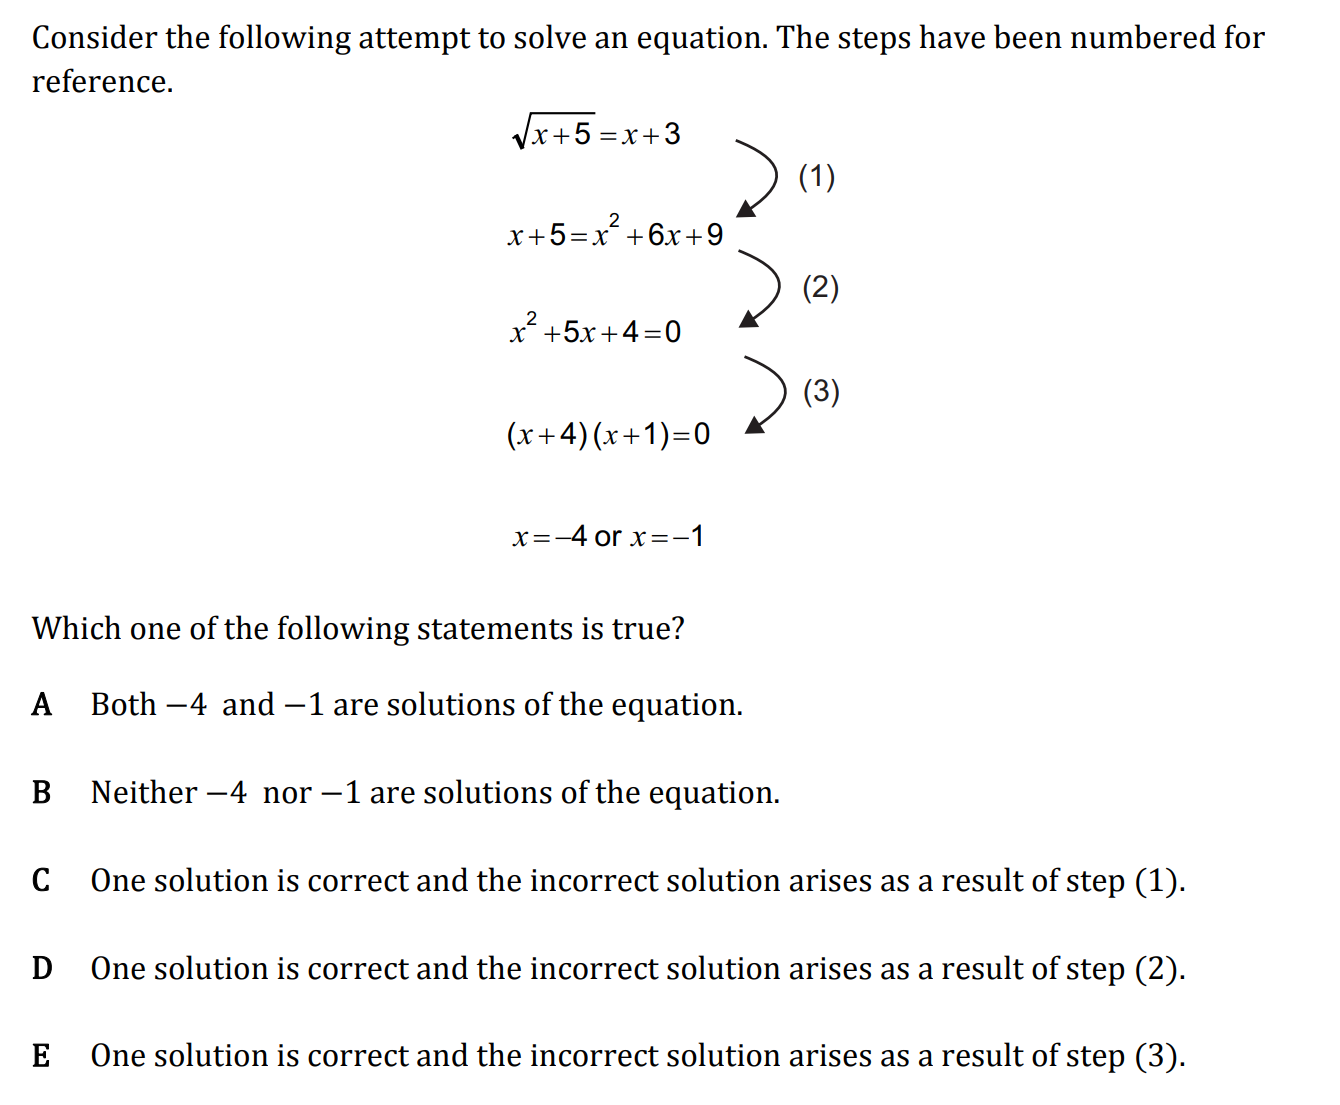 Consider the following attempt to solve an equation. The steps have been numbered for
reference.
√x+5 = x+3
(1)
x+5=x²+6x+9
(2)
x²+5x+4=0
(3)
(x+4)(x+1)=0
x=−4 or x=−1
Which one of the following statements is true?
A Both −4 and −1 are solutions of the equation.
B Neither −4 nor −1 are solutions of the equation.
C One solution is correct and the incorrect solution arises as a result of step (1).
D One solution is correct and the incorrect solution arises as a result of step (2).
E One solution is correct and the incorrect solution arises as a result of step (3).